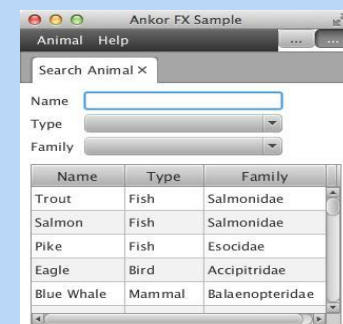 Ankor FX Sample
Animal Help
... ...
Search Animal ×
Name
Type
Family
Name Type Family
Trout Fish Salmonidae
Salmon Fish Salmonidae
Pike Fish Esocidae
Eagle Bird Accipitridae
Blue Whale Mammal Balaenopteridae